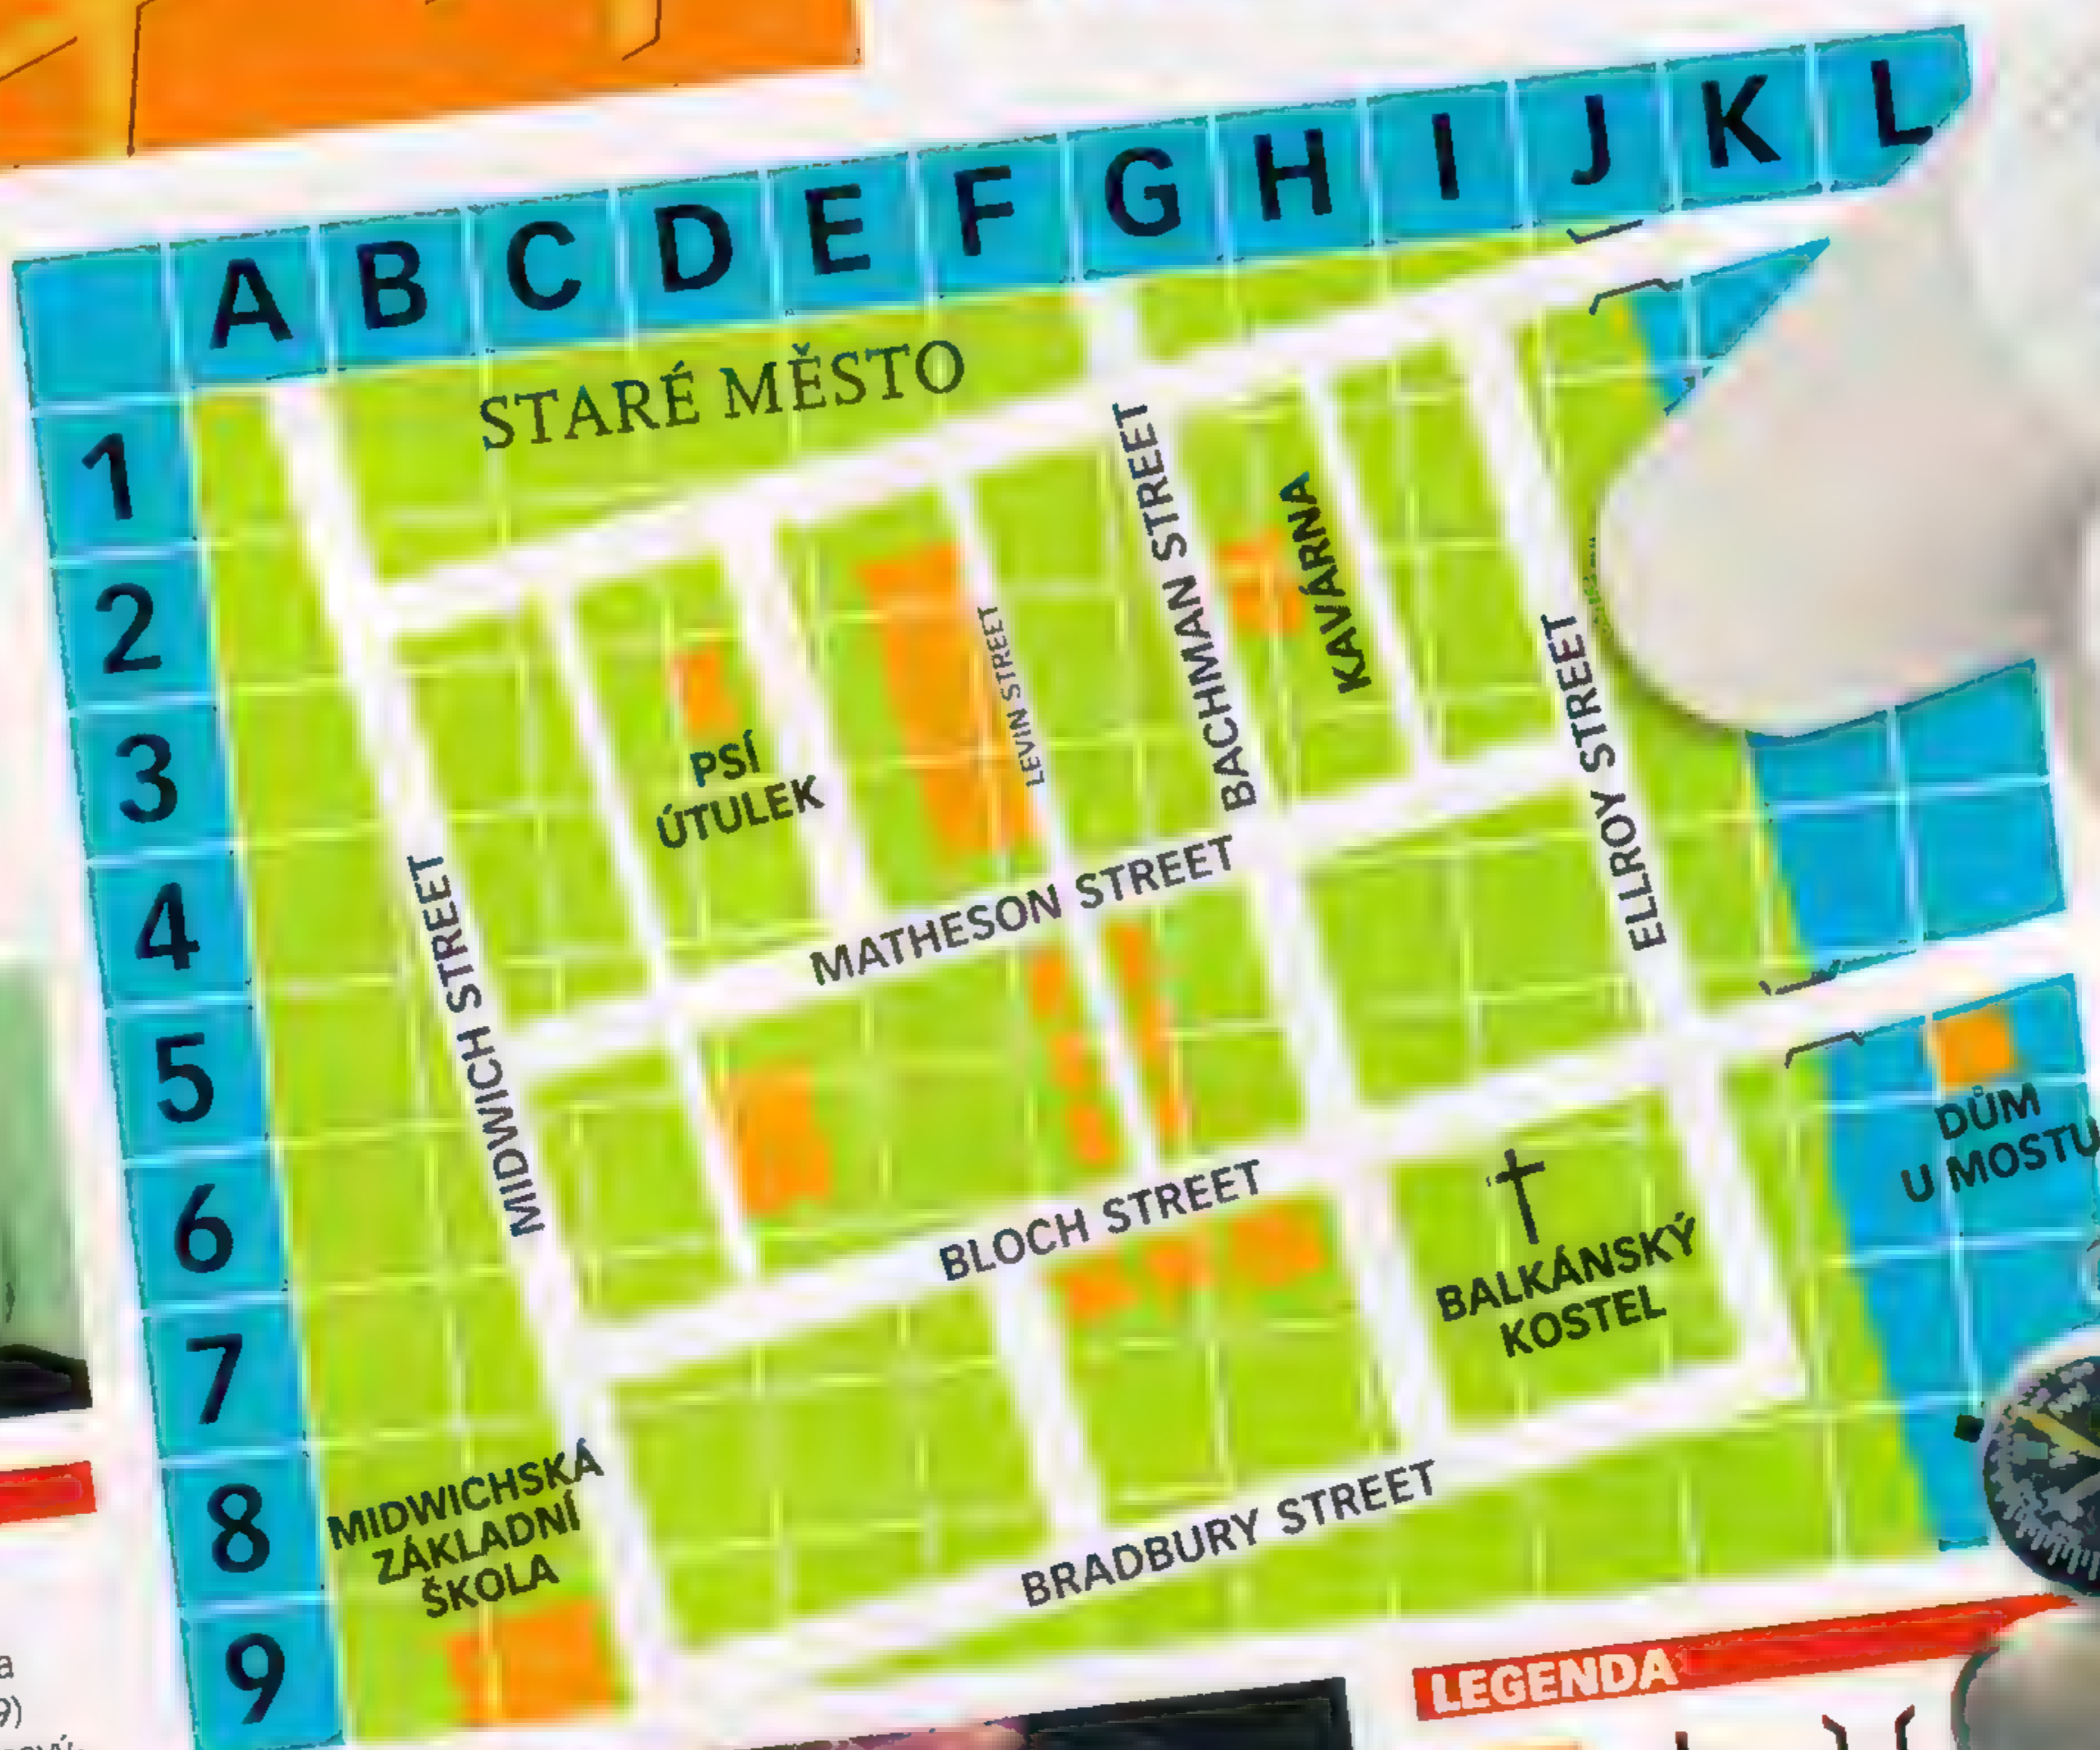 A B C D E F G H I J K L
1
2
3
4
5
6
7
8
9
STARÉ MĚSTO
BACHMAN STREET
KAVÁRNA
LEVIN STREET
ELLROY STREET
PSÍ
ÚTULEK
MIDWICH STREET
MATHESON STREET
DŮM
U MOSTU
BLOCH STREET
BALKÁNSKÝ
KOSTEL
MIDWICHSKÁ
ZÁKLADNÍ
ŠKOLA
BRADBURY STREET
LEGENDA
a
9)